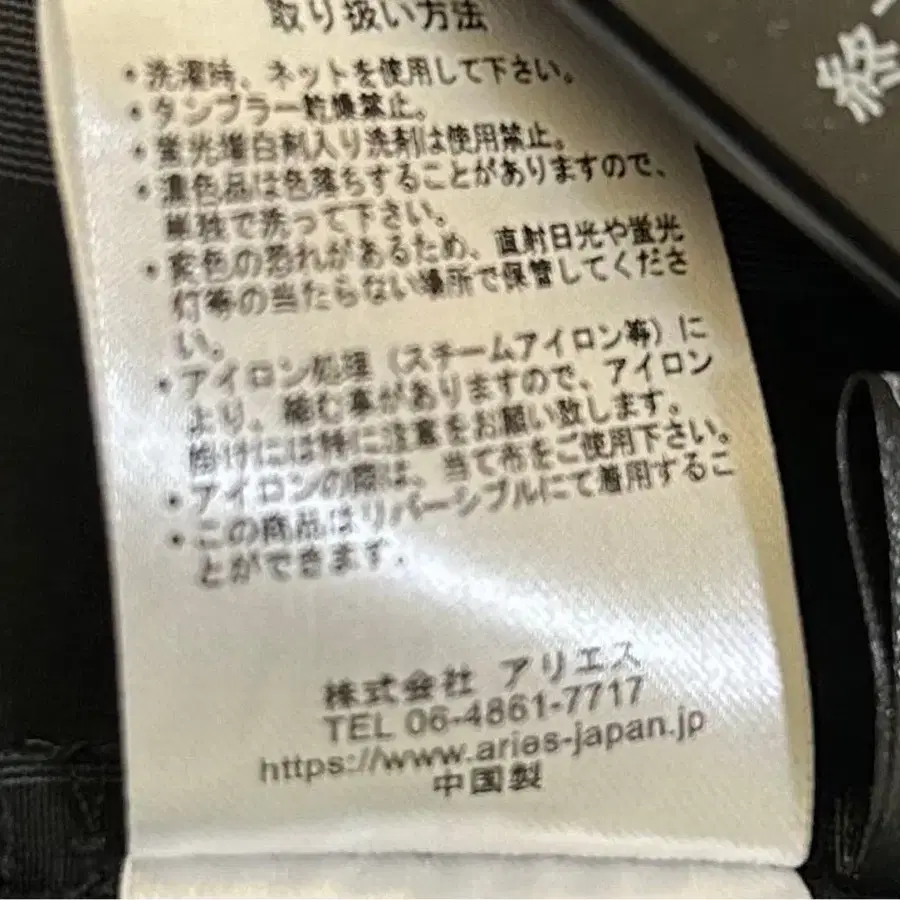 取り扱い方法
・洗濯時、ネットを使用して下さい。
・タンブラー乾燥禁止。
・蛍光増白剤入り洗剤は使用禁止。
・濃色品は色落ちすることがありますので、
単独で洗って下さい。
・変色の恐れがあるため、直射日光や蛍光
灯等の当たらない場所で保管してくださ
い。
・アイロン処理（スチームアイロン等）に
より、縮む事がありますので、アイロン
掛けには特に注意をお願い致します。
・アイロンの際は、当て布をご使用下さい。
・この商品はリバーシブルにて着用するこ
とができます.
株式会社 アリエス
TEL 06-4861-7717
https://www.aries-japan.jp
中国製